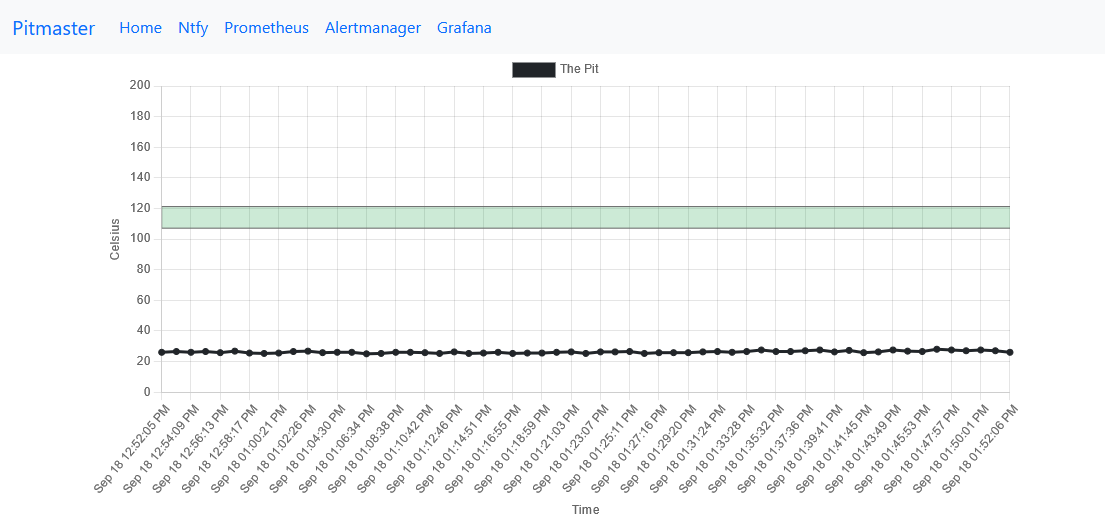 Pitmaster Home Ntfy Prometheus Alertmanager Grafana
The Pit
200
180
160
140
120
100
80
60
40
20
0
Celsius
Sep 18 12:52:05 PM
Sep 18 12:54:09 PM
Sep 18 12:56:13 PM
Sep 18 12:58:17 PM
Sep 18 01:00:21 PM
Sep 18 01:02:26 PM
Sep 18 01:04:30 PM
Sep 18 01:06:34 PM
Sep 18 01:08:38 PM
Sep 18 01:10:42 PM
Sep 18 01:12:46 PM
Sep 18 01:14:51 PM
Sep 18 01:16:55 PM
Sep 18 01:18:59 PM
Sep 18 01:21:03 PM
Sep 18 01:23:07 PM
Sep 18 01:25:11 PM
Sep 18 01:27:16 PM
Sep 18 01:29:20 PM
Sep 18 01:31:24 PM
Sep 18 01:33:28 PM
Sep 18 01:35:32 PM
Sep 18 01:37:36 PM
Sep 18 01:39:41 PM
Sep 18 01:41:45 PM
Sep 18 01:43:49 PM
Sep 18 01:45:53 PM
Sep 18 01:47:57 PM
Sep 18 01:50:01 PM
Sep 18 01:52:06 PM
Time